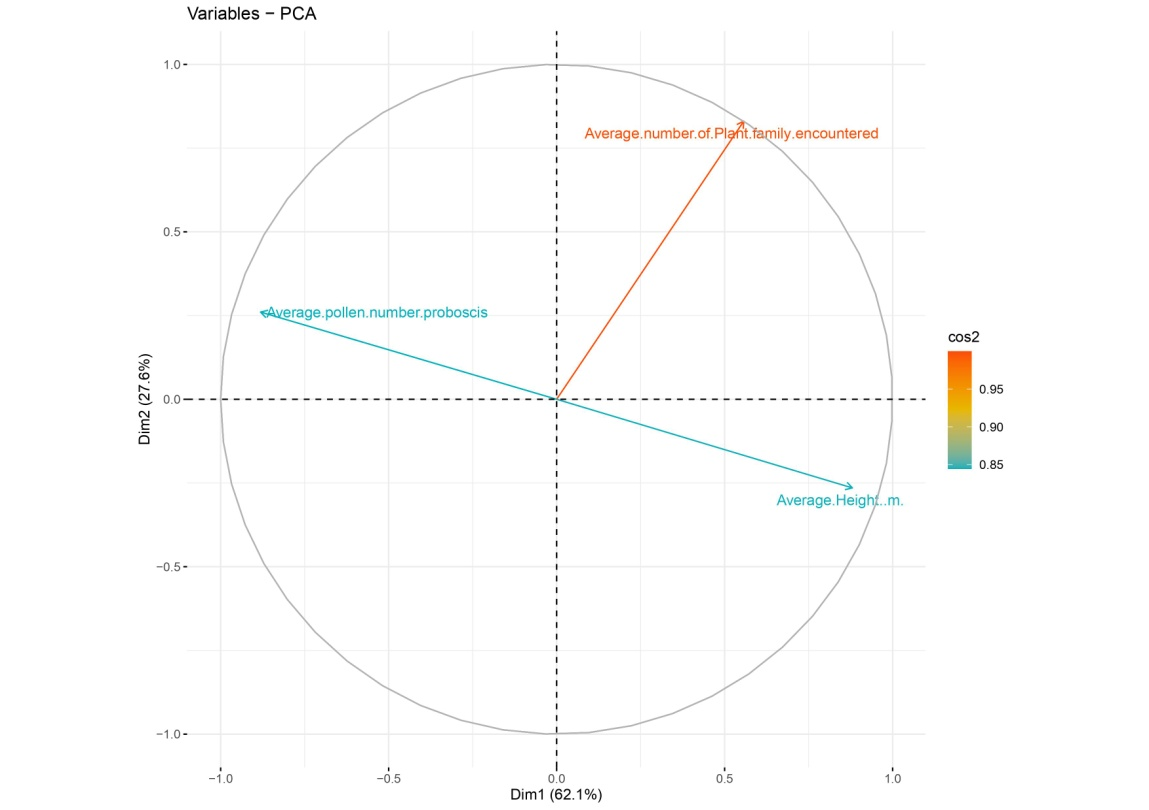 Variables − PCA
1.0
0.5
0.0
−0.5
−1.0
Dim2 (27.6%)
Average.number.of.Plant.family.encountered
Average.pollen.number.proboscis
Average.Height..m.
−1.0
−0.5
0.0
0.5
1.0
Dim1 (62.1%)
cos2
0.95
0.90
0.85